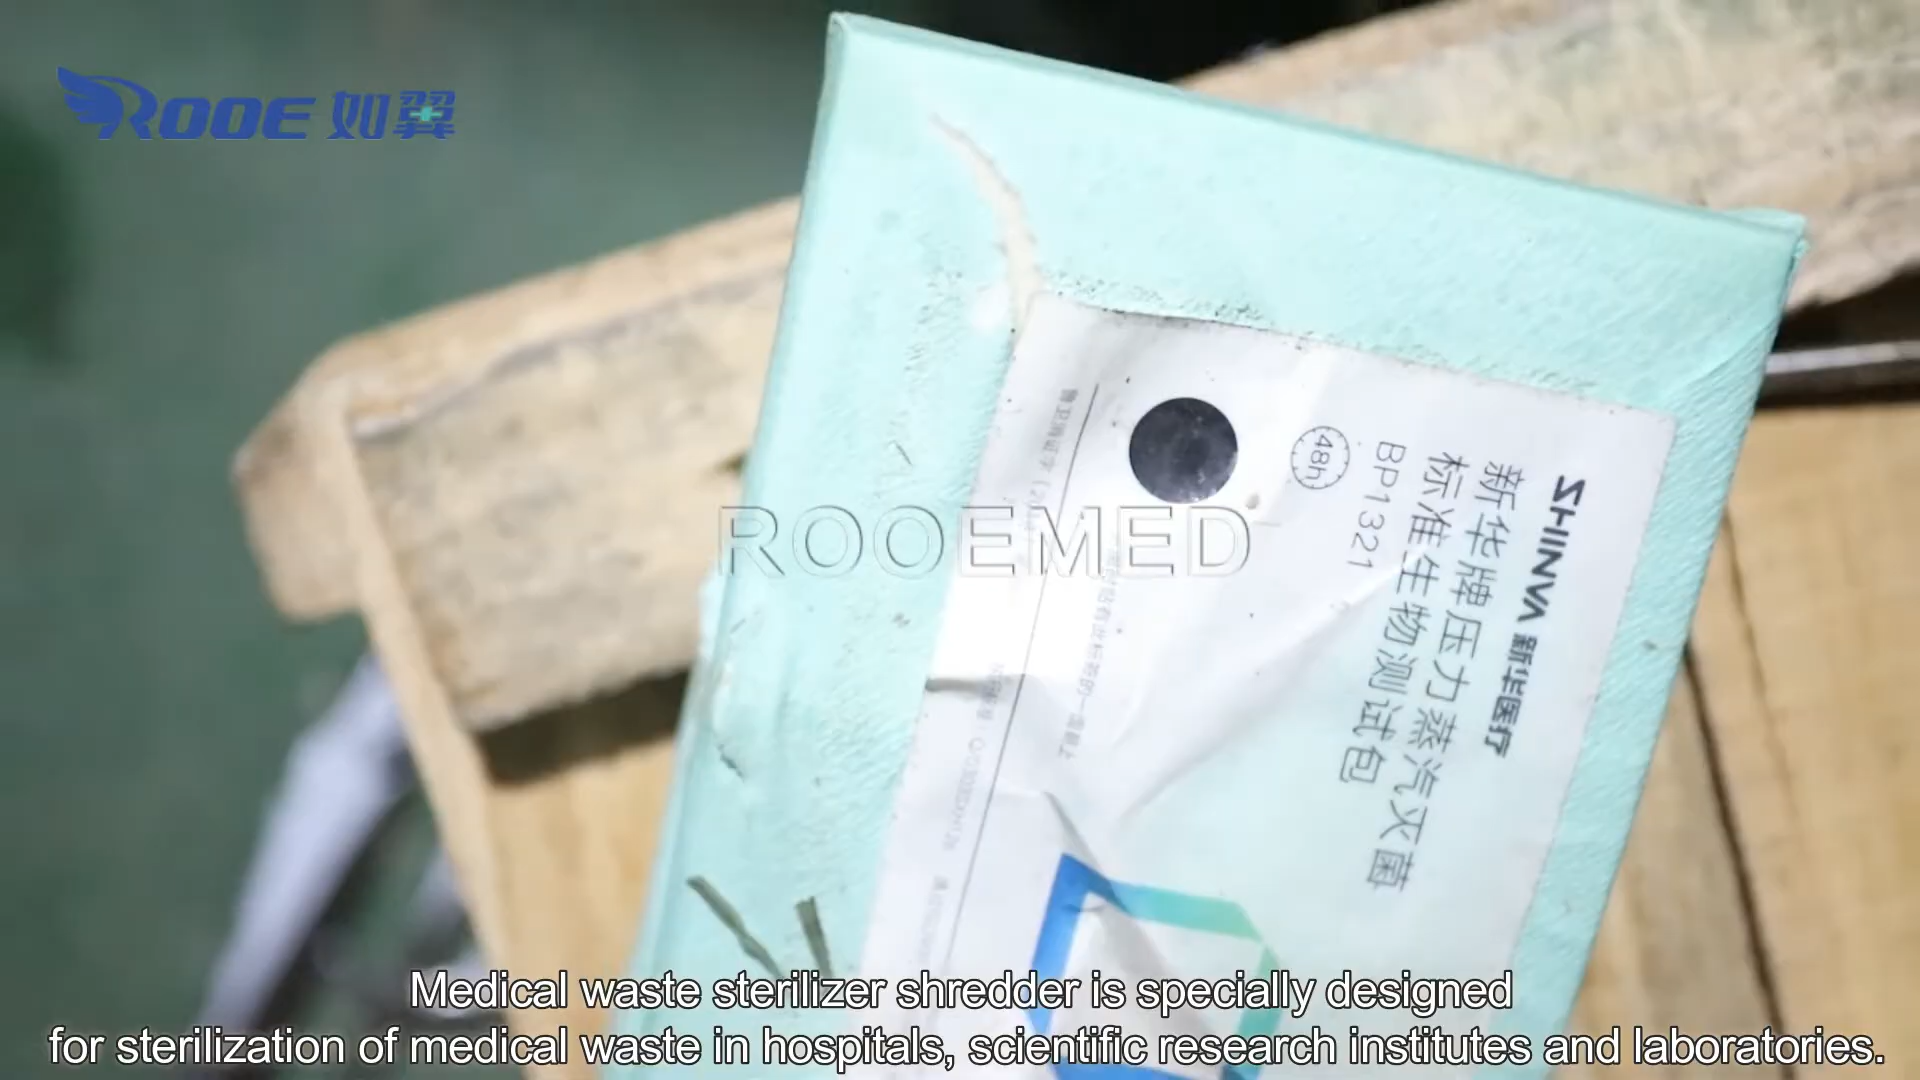 ROOE 如翼
SHINVA 新华医疗
新华牌压力蒸汽灭菌
标准生物测试包
BP1321
48h
ROOEMED
Medical waste sterilizer shredder is specially designed
for sterilization of medical waste in hospitals, scientific research institutes and laboratories.